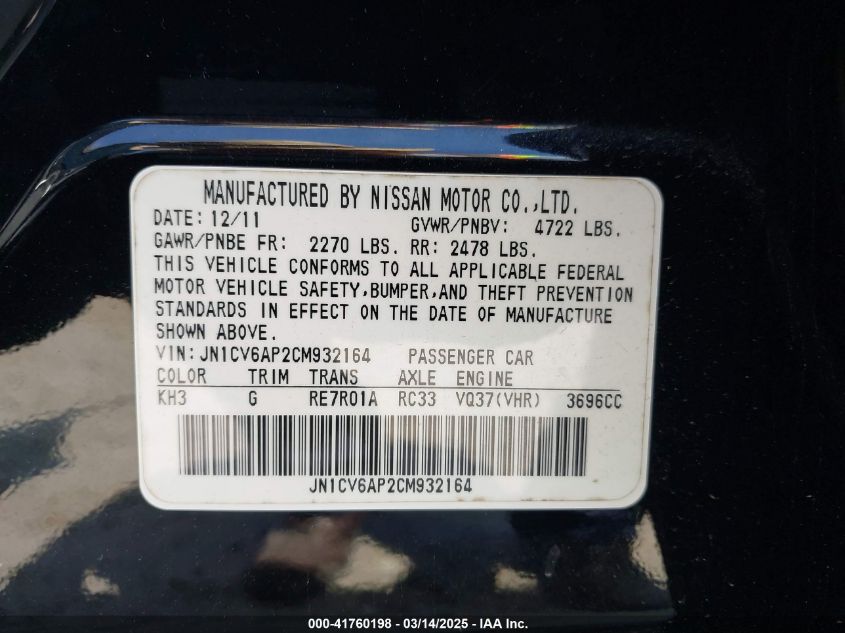 MANUFACTURED BY NISSAN MOTOR CO.,LTD.
DATE: 12/11 GVWR/PNBV: 4722 LBS.
GAWR/PNBE FR: 2270 LBS. RR: 2478 LBS.
THIS VEHICLE CONFORMS TO ALL APPLICABLE FEDERAL
MOTOR VEHICLE SAFETY,BUMPER,AND THEFT PREVENTION
STANDARDS IN EFFECT ON THE DATE OF MANUFACTURE
SHOWN ABOVE.
VIN:JN1CV6AP2CM932164 PASSENGER CAR
COLOR TRIM TRANS AXLE ENGINE
KH3 G RE7R01A RC33 VQ37(VHR) 3696CC
JN1CV6AP2CM932164
000-41760198 - 03/14/2025 - IAA Inc.